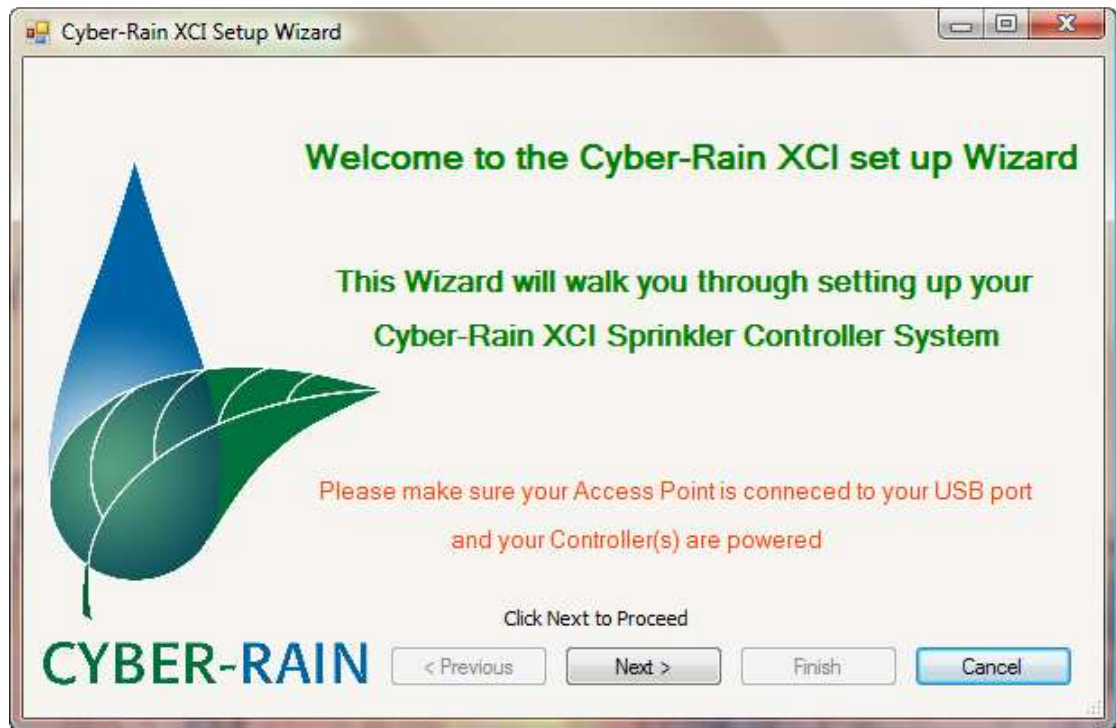 Cyber-Rain XCI Setup Wizard
Welcome to the Cyber-Rain XCI set up Wizard
This Wizard will walk you through setting up your
Cyber-Rain XCI Sprinkler Controller System
Please make sure your Access Point is conneced to your USB port
and your Controller(s) are powered
Click Next to Proceed
CYBER-RAIN
< Previous
Next >
Finish
Cancel